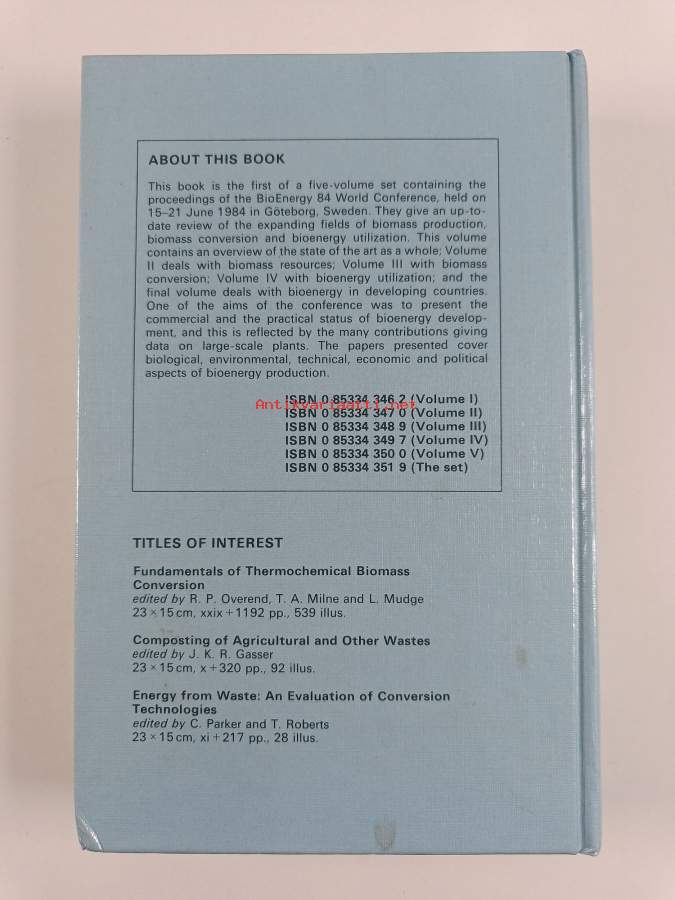 ABOUT THIS BOOK
This book is the first of a five-volume set containing the
proceedings of the BioEnergy 84 World Conference, held on
15–21 June 1984 in Göteborg, Sweden. They give an up-to-
date review of the expanding fields of biomass production,
biomass conversion and bioenergy utilization. This volume
contains an overview of the state of the art as a whole; Volume
II deals with biomass resources; Volume III with biomass
conversion; Volume IV with bioenergy utilization; and the
final volume deals with bioenergy in developing countries.
One of the aims of the conference was to present the
commercial and the practical status of bioenergy develop-
ment, and this is reflected by the many contributions giving
data on large-scale plants. The papers presented cover
biological, environmental, technical, economic and political
aspects of bioenergy production.
ISBN 0 85334 346 2 (Volume I)
Antikvariaatti.net
ISBN 0 85334 347 0 (Volume II)
ISBN 0 85334 348 9 (Volume III)
ISBN 0 85334 349 7 (Volume IV)
ISBN 0 85334 350 0 (Volume V)
ISBN 0 85334 351 9 (The set)
TITLES OF INTEREST
Fundamentals of Thermochemical Biomass
Conversion
edited by R. P. Overend, T. A. Milne and L. Mudge
23 × 15 cm, xxix + 1192 pp., 539 illus.
Composting of Agricultural and Other Wastes
edited by J. K. R. Gasser
23 × 15 cm, x + 320 pp., 92 illus.
Energy from Waste: An Evaluation of Conversion
Technologies
edited by C. Parker and T. Roberts
23 × 15 cm, xi + 217 pp., 28 illus.